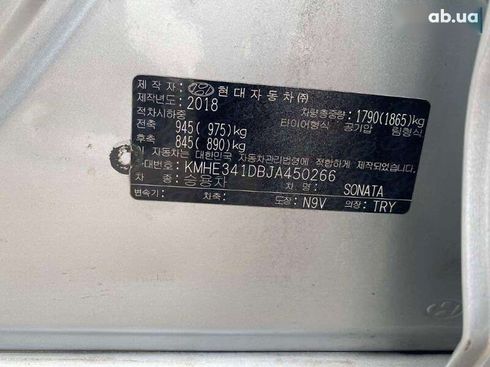 ab.ua
제 작 자: 현대자동차㈜
제작년도: 2018 차량총중량: 1790(1865)kg
적차시하중 타이어형식 공기압 림형식
전축 945( 975)kg
후축 845( 890)kg
이 자동차는 대한민국 자동차관리법령에 적합하게 제작되었습니다
차대번호: KMHE341DBJA450266
차 종: 승용차 SONATA
변속기: 차축: 도장: N9V 의장: TRY